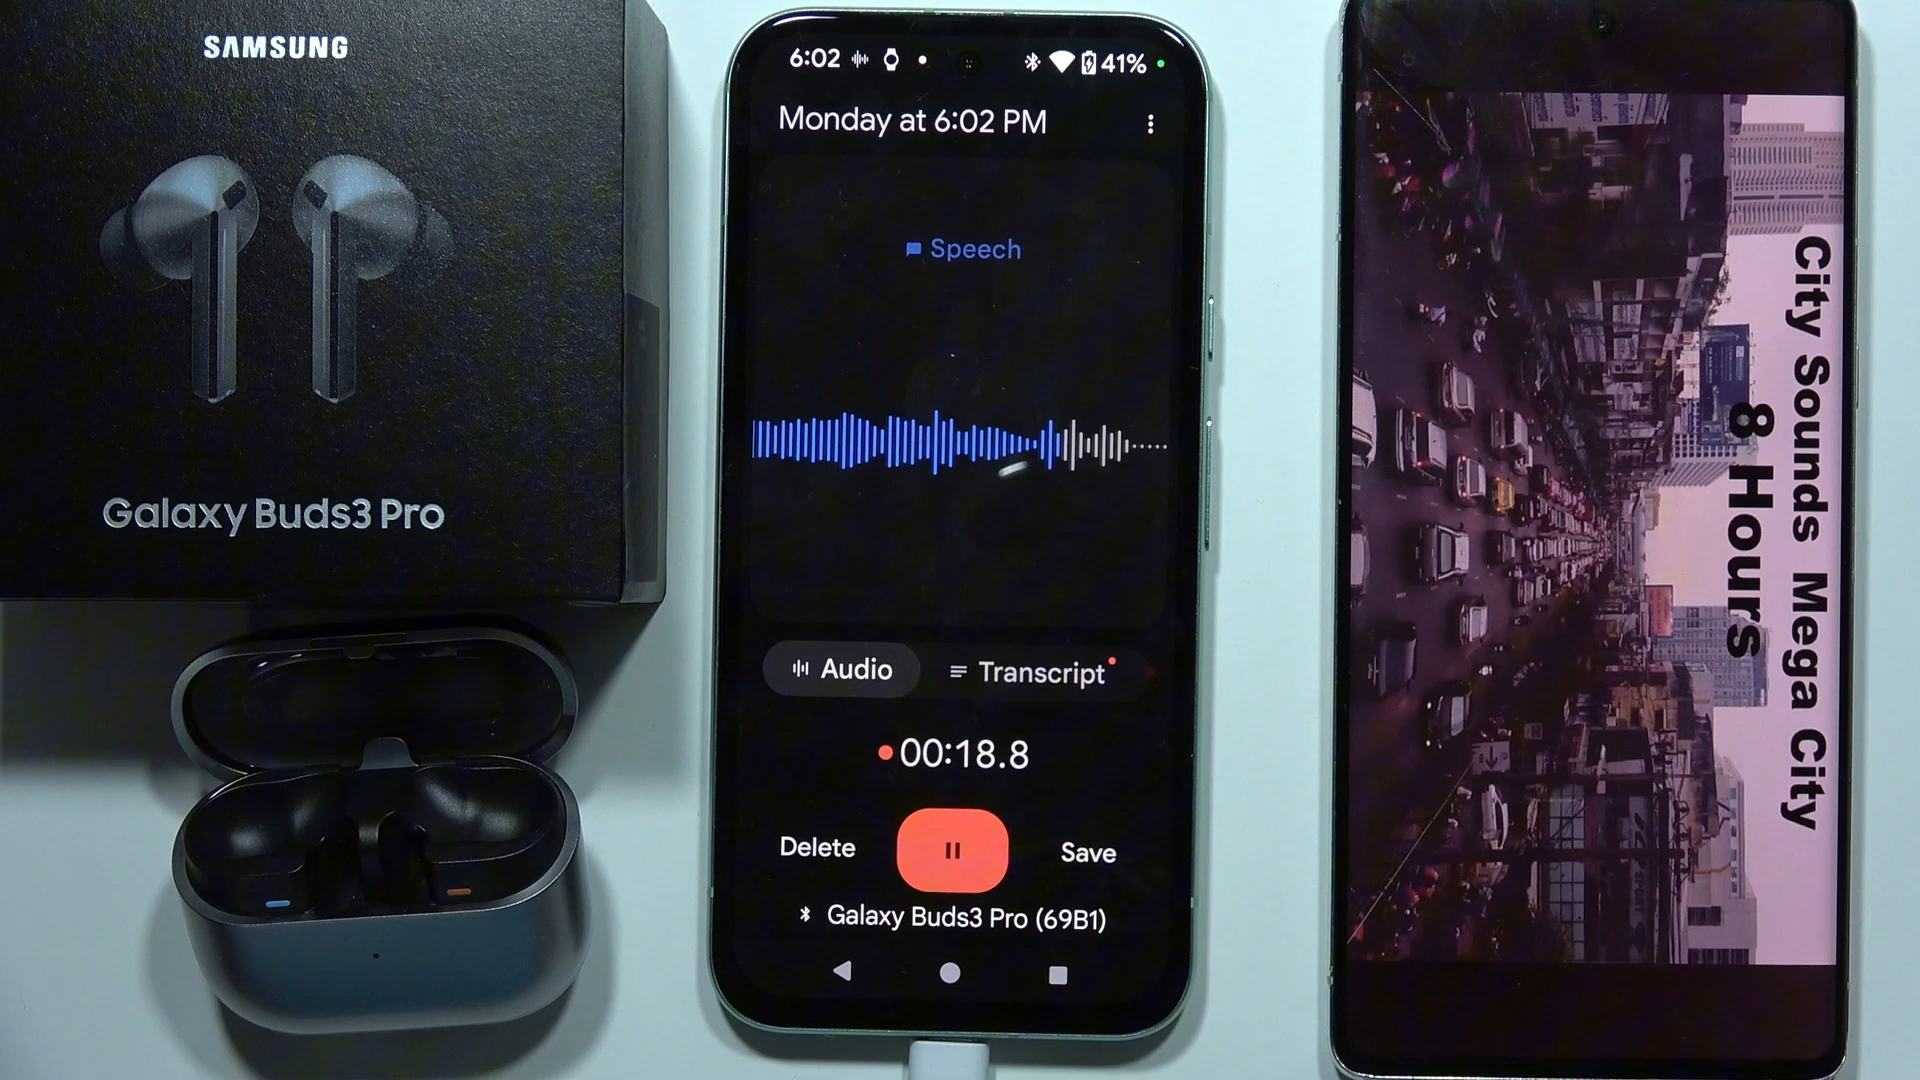 SAMSUNG
Galaxy Buds3 Pro
6:02
41%
Monday at 6:02 PM
Speech
Audio
Transcript
00:18.8
Delete
Save
Galaxy Buds3 Pro (69B1)
City Sounds Mega City
8 Hours